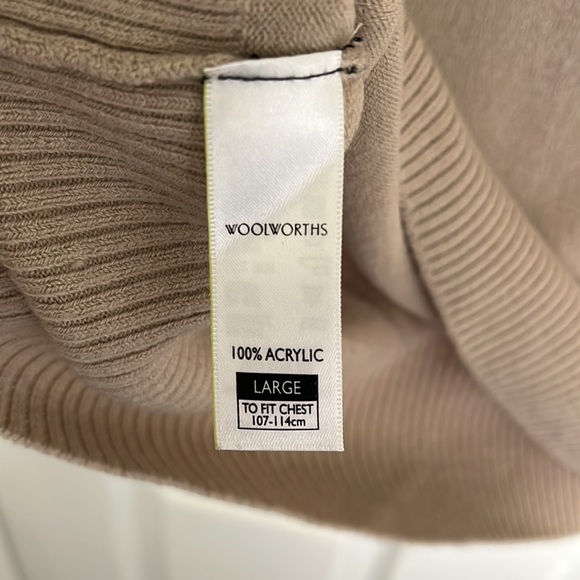 WOOLWORTHS
100% ACRYLIC
LARGE
TO FIT CHEST
107-114cm